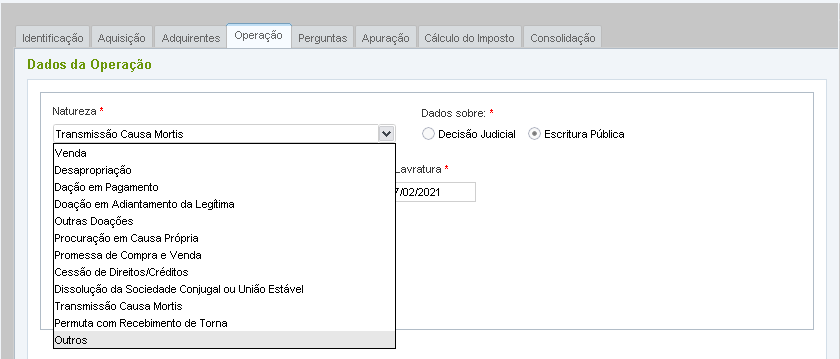 Identificação Aquisição Adquirentes Operação Perguntas Apuração Cálculo do Imposto Consolidação
Dados da Operação
Natureza * Dados sobre: *
Transmissão Causa Mortis Decisão Judicial Escritura Pública
Venda
Desapropriação
Dação em Pagamento Lavratura *
Doação em Adiantamento da Legítima 7/02/2021
Outras Doações
Procuração em Causa Própria
Promessa de Compra e Venda
Cessão de Direitos/Créditos
Dissolução da Sociedade Conjugal ou União Estável
Transmissão Causa Mortis
Permuta com Recebimento de Torna
Outros